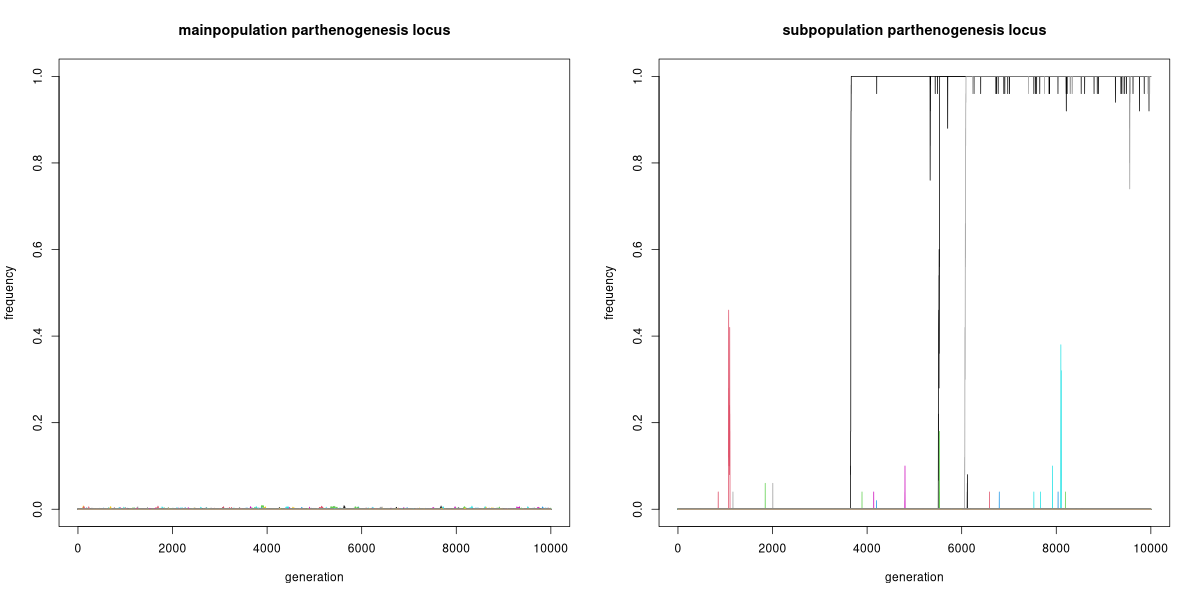 mainpopulation parthenogenesis locus
frequency
0.0 0.2 0.4 0.6 0.8 1.0
0 2000 4000 6000 8000 10000
generation
subpopulation parthenogenesis locus
frequency
0.0 0.2 0.4 0.6 0.8 1.0
0 2000 4000 6000 8000 10000
generation